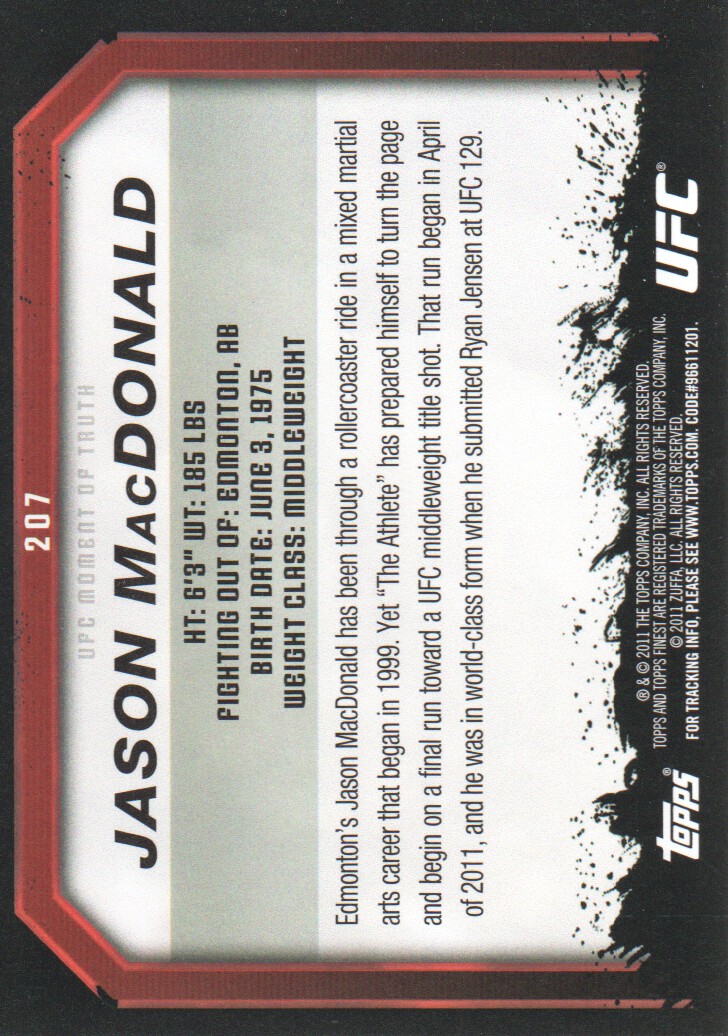 207
UFC MOMENT OF TRUTH
JASON MACDONALD
HT: 6'3" WT: 185 LBS
FIGHTING OUT OF: EDMONTON, AB
BIRTH DATE: JUNE 3, 1975
WEIGHT CLASS: MIDDLEWEIGHT
Edmonton's Jason MacDonald has been through a rollercoaster ride in a mixed martial
arts career that began in 1999. Yet “The Athlete” has prepared himself to turn the page
and begin on a final run toward a UFC middleweight title shot. That run began in April
of 2011, and he was in world-class form when he submitted Ryan Jensen at UFC 129.
TOPPS®
® & © 2011 THE TOPPS COMPANY, INC. ALL RIGHTS RESERVED.
TOPPS AND TOPPS FINEST ARE REGISTERED TRADEMARKS OF THE TOPPS COMPANY, INC.
© 2011 ZUFFA, LLC. ALL RIGHTS RESERVED.
FOR TRACKING INFO, PLEASE SEE WWW.TOPPS.COM. CODE#96611201.
UFC®